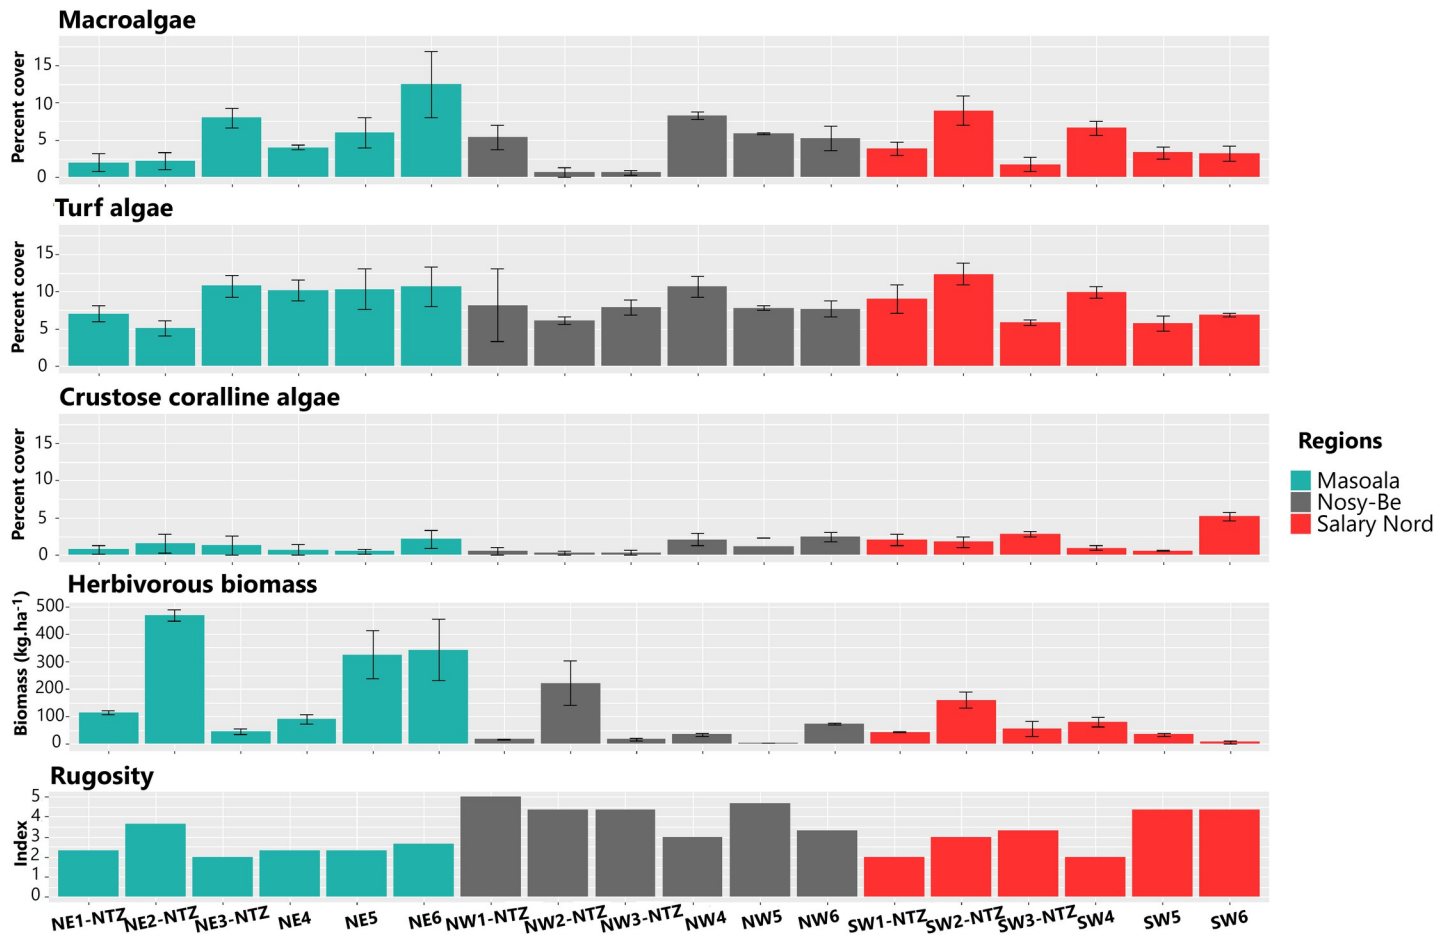 Macroalgae
Percent cover
15
10
5
0
Turf algae
Percent cover
15
10
5
0
Crustose coralline algae
Percent cover
15
10
5
0
Regions
Masoala
Nosy-Be
Salary Nord
Herbivorous biomass
Biomass (kg.ha⁻¹)
500
400
300
200
100
0
Rugosity
Index
5
4
3
2
1
0
NE1-NTZ NE2-NTZ NE3-NTZ NE4 NE5 NE6 NW1-NTZ NW2-NTZ NW3-NTZ NW4 NW5 NW6 SW1-NTZ SW2-NTZ SW3-NTZ SW4 SW5 SW6